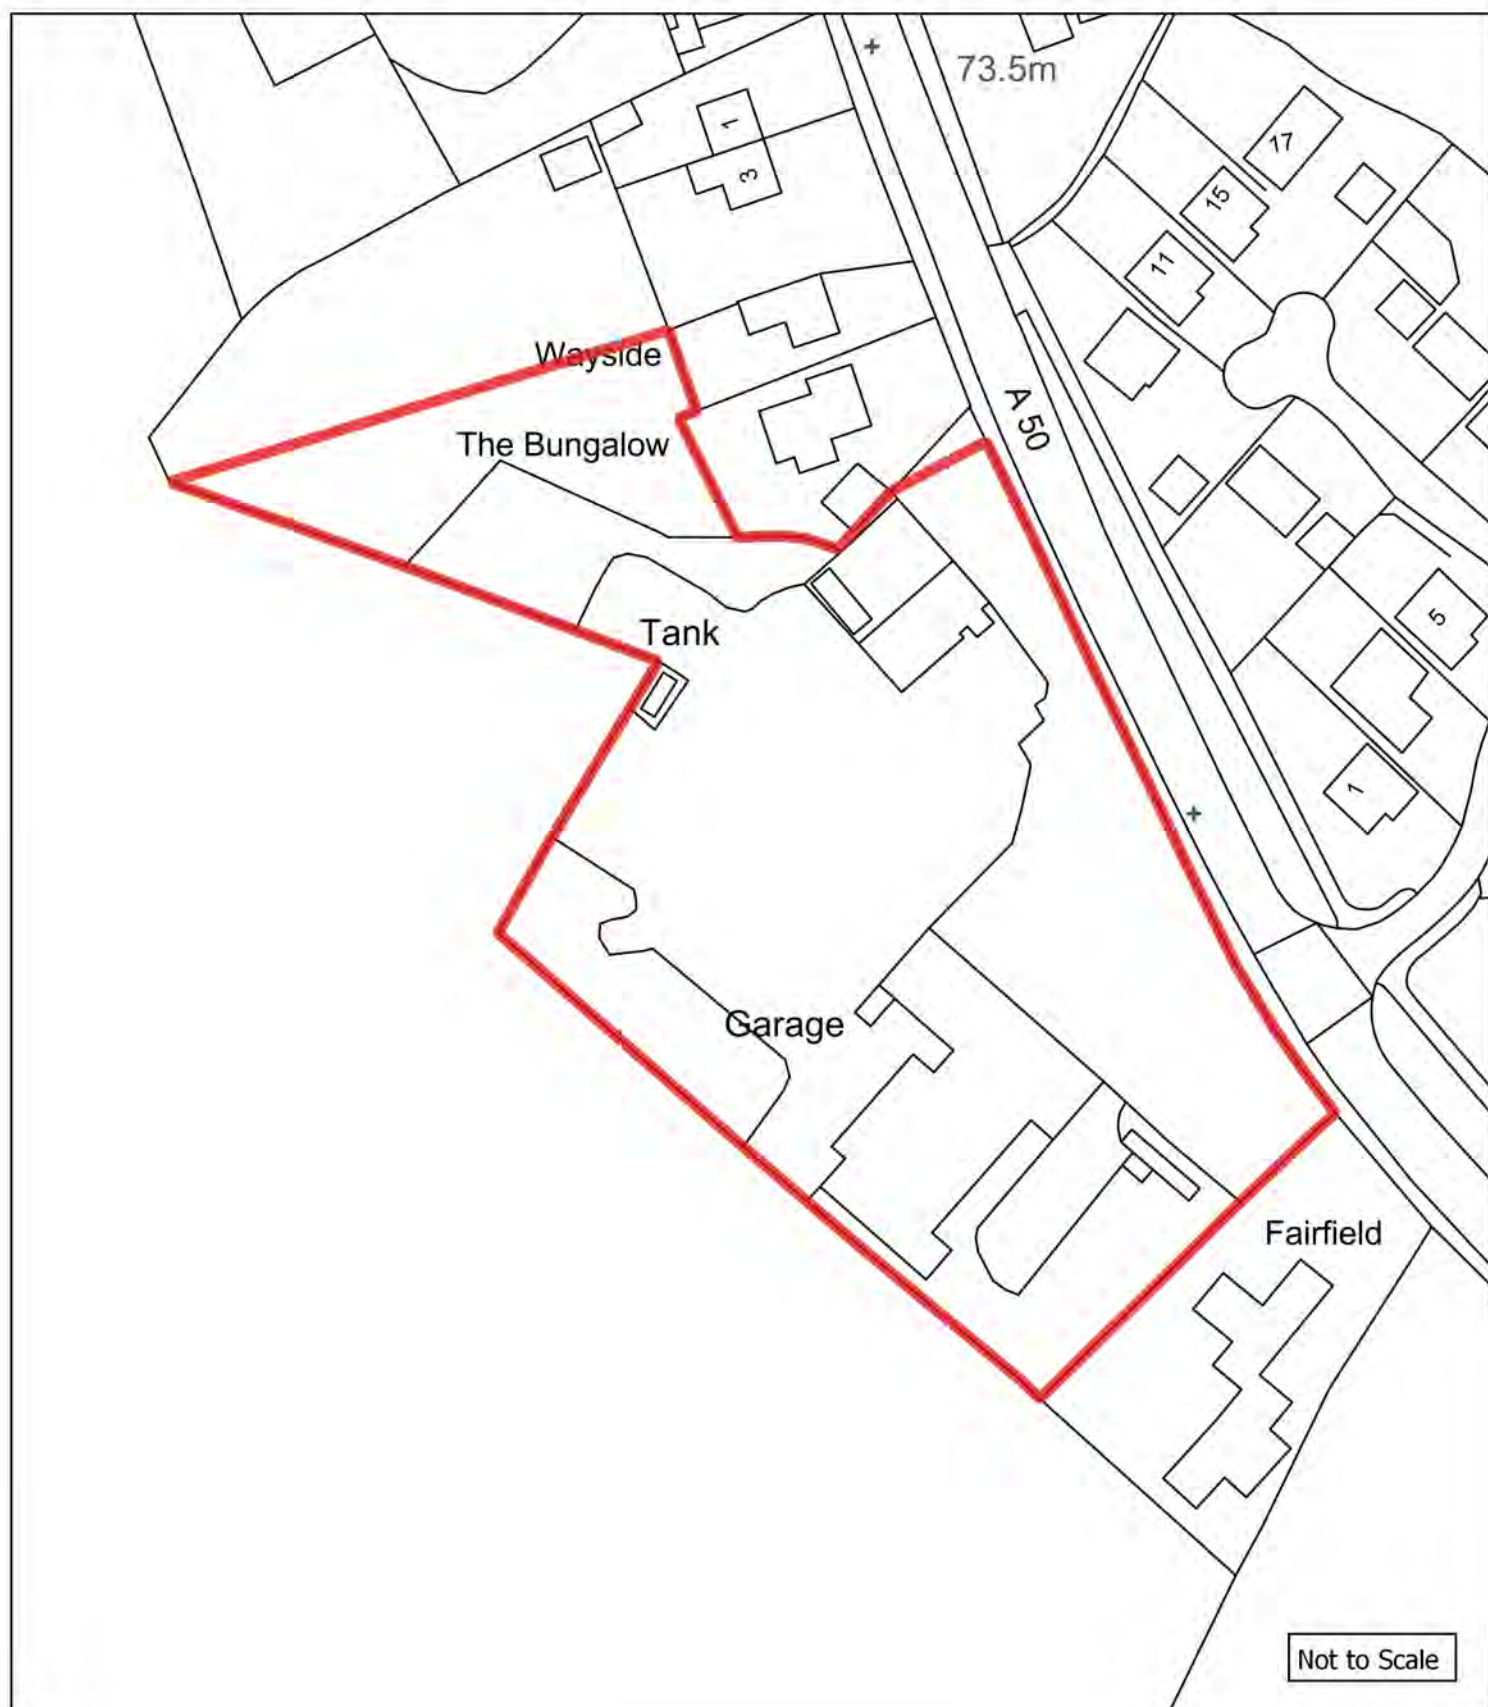 73.5m
1
17
3
15
11
Wayside
A 50
The Bungalow
5
Tank
1
Garage
Fairfield
Not to Scale